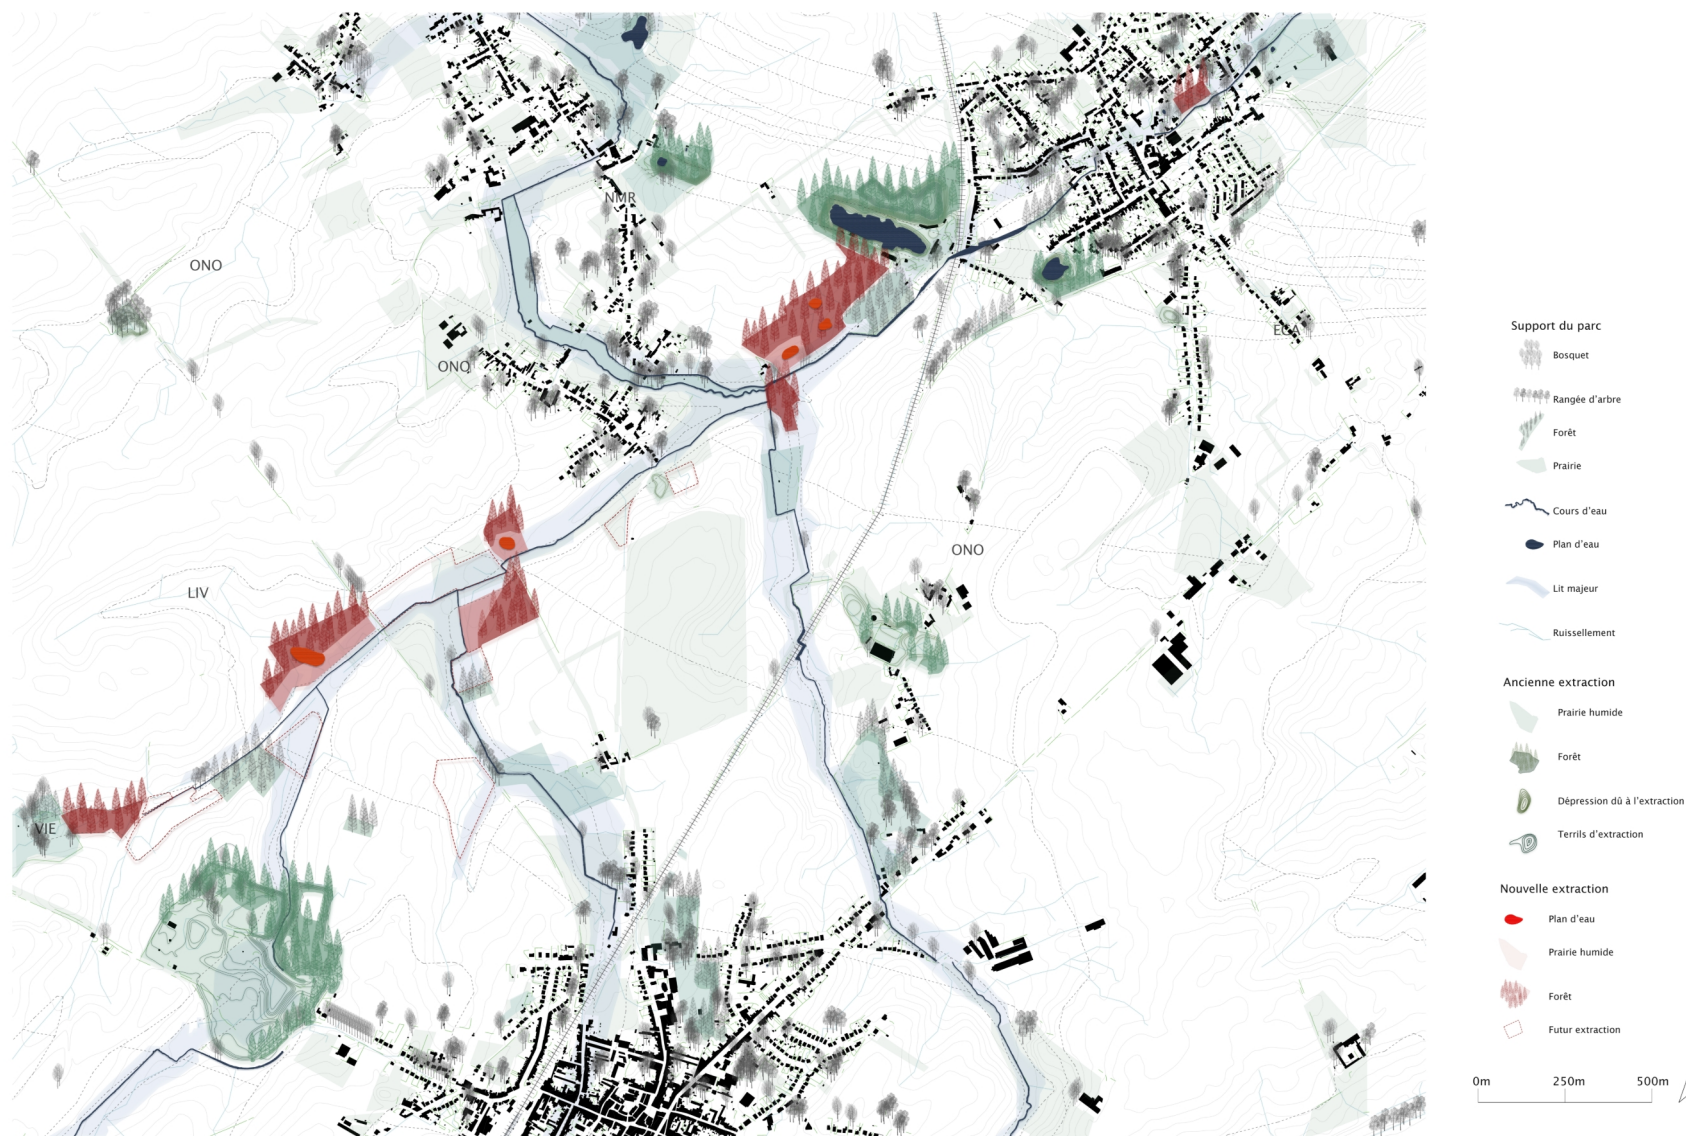 NMR
ONO
ECA
ONO
ONO
LIV
VIE
Support du parc
Bosquet
Rangée d'arbre
Forêt
Prairie
Cours d'eau
Plan d'eau
Lit majeur
Ruissellement
Ancienne extraction
Prairie humide
Forêt
Dépression dû à l'extraction
Terrils d'extraction
Nouvelle extraction
Plan d'eau
Prairie humide
Forêt
Futur extraction
0m 250m 500m